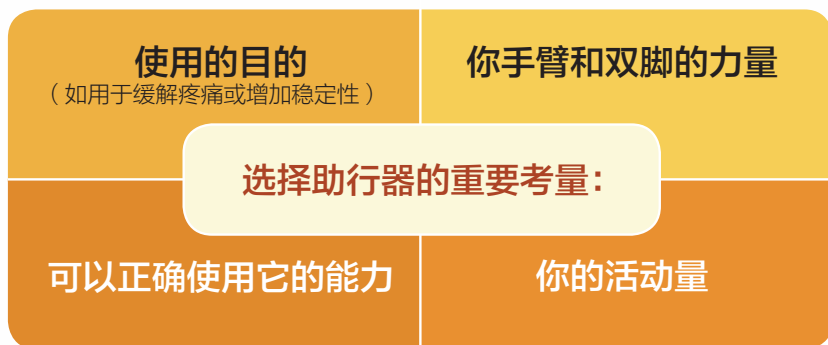 使用的目的
（如用于缓解疼痛或增加稳定性）
你手臂和双脚的力量
选择助行器的重要考量：
可以正确使用它的能力
你的活动量